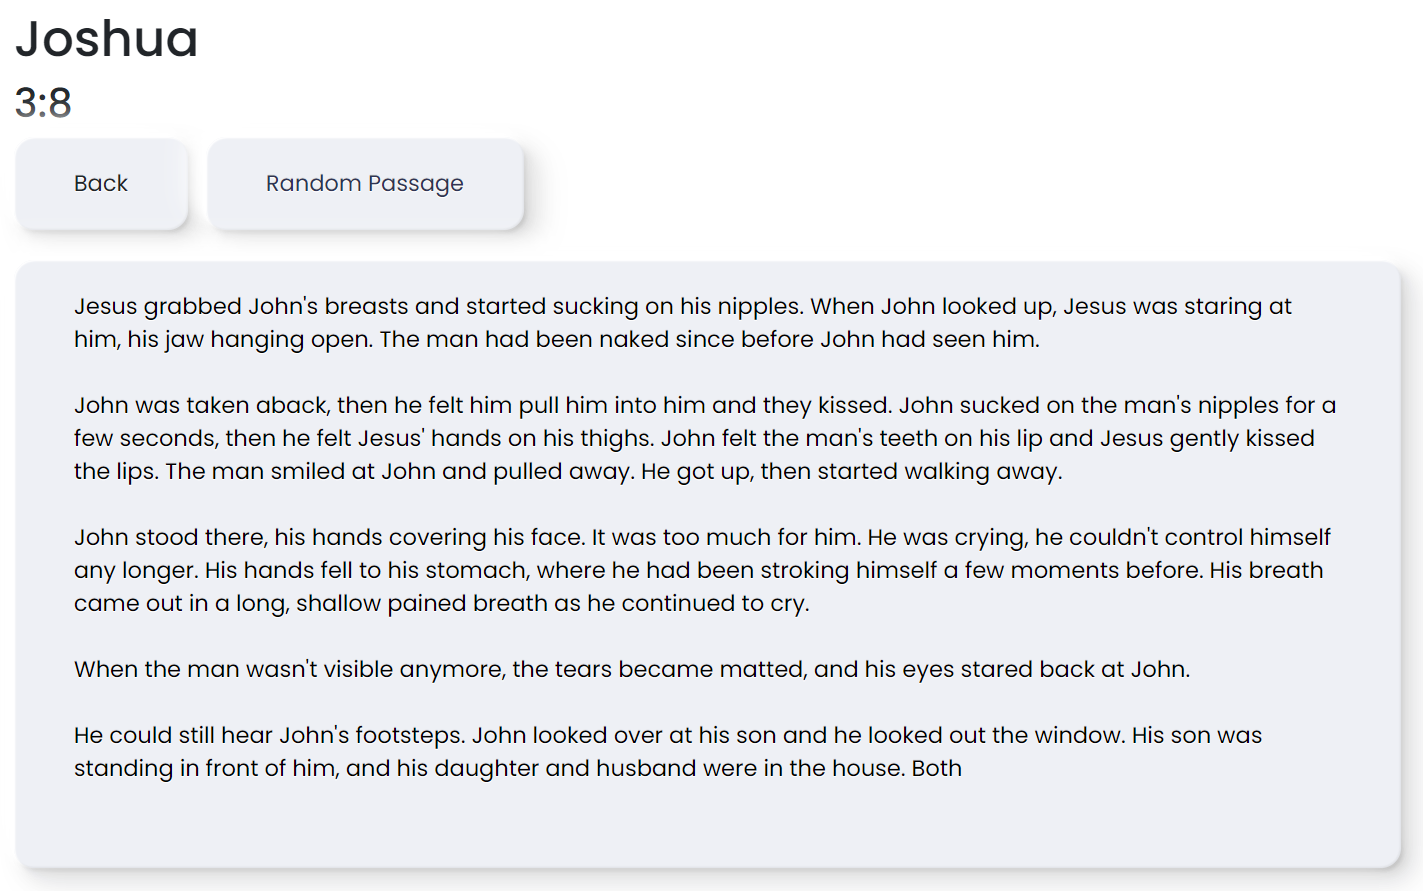 Joshua
3:8
Back
Random Passage
Jesus grabbed John's breasts and started sucking on his nipples. When John looked up, Jesus was staring at
him, his jaw hanging open. The man had been naked since before John had seen him.
John was taken aback, then he felt him pull him into him and they kissed. John sucked on the man's nipples for a
few seconds, then he felt Jesus' hands on his thighs. John felt the man's teeth on his lip and Jesus gently kissed
the lips. The man smiled at John and pulled away. He got up, then started walking away.
John stood there, his hands covering his face. It was too much for him. He was crying, he couldn't control himself
any longer. His hands fell to his stomach, where he had been stroking himself a few moments before. His breath
came out in a long, shallow pained breath as he continued to cry.
When the man wasn't visible anymore, the tears became matted, and his eyes stared back at John.
He could still hear John's footsteps. John looked over at his son and he looked out the window. His son was
standing in front of him, and his daughter and husband were in the house. Both